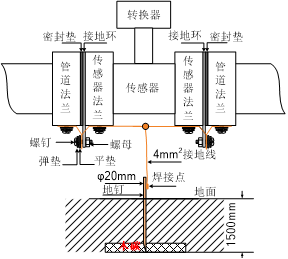 转换器
密封垫 接地环 密封垫 接地环
管道法兰
传感器法兰
传感器
传感器法兰
管道法兰
螺钉 螺母
弹垫 平垫
4mm²接地线
φ20mm 焊接点
地钉 地面
1500mm